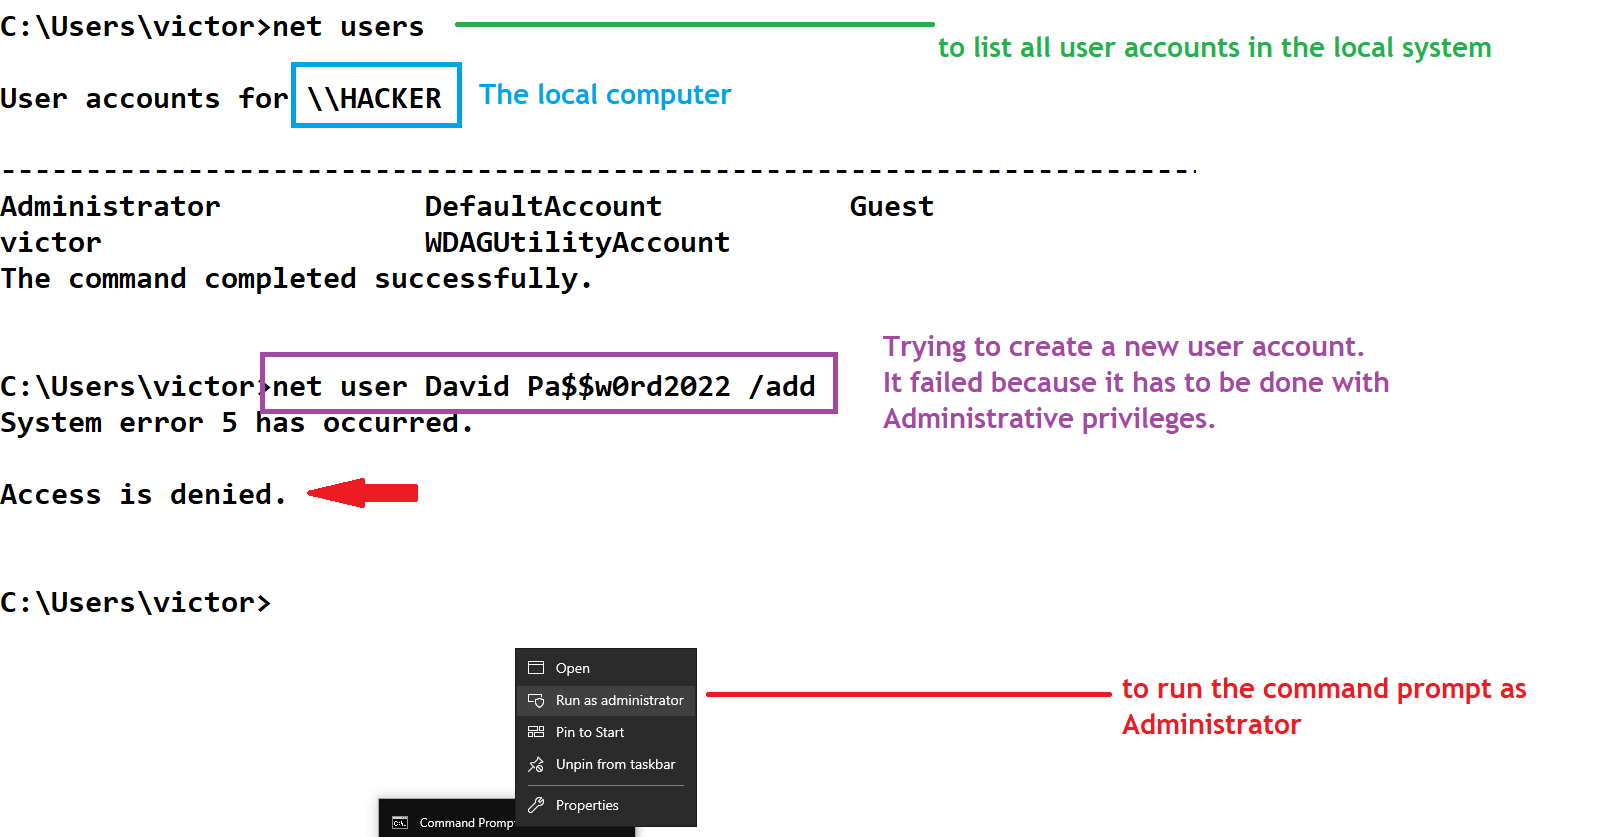 C:\Users\victor>net users
to list all user accounts in the local system
User accounts for \\HACKER
The local computer
-------------------------------------------------------------------------------
Administrator DefaultAccount Guest
victor WDAGUtilityAccount
The command completed successfully.
Trying to create a new user account.
It failed because it has to be done with
Administrative privileges.
C:\Users\victor>net user David Pa$$w0rd2022 /add
System error 5 has occurred.
Access is denied.
C:\Users\victor>
Open
Run as administrator
Pin to Start
Unpin from taskbar
Properties
to run the command prompt as
Administrator
Command Promp